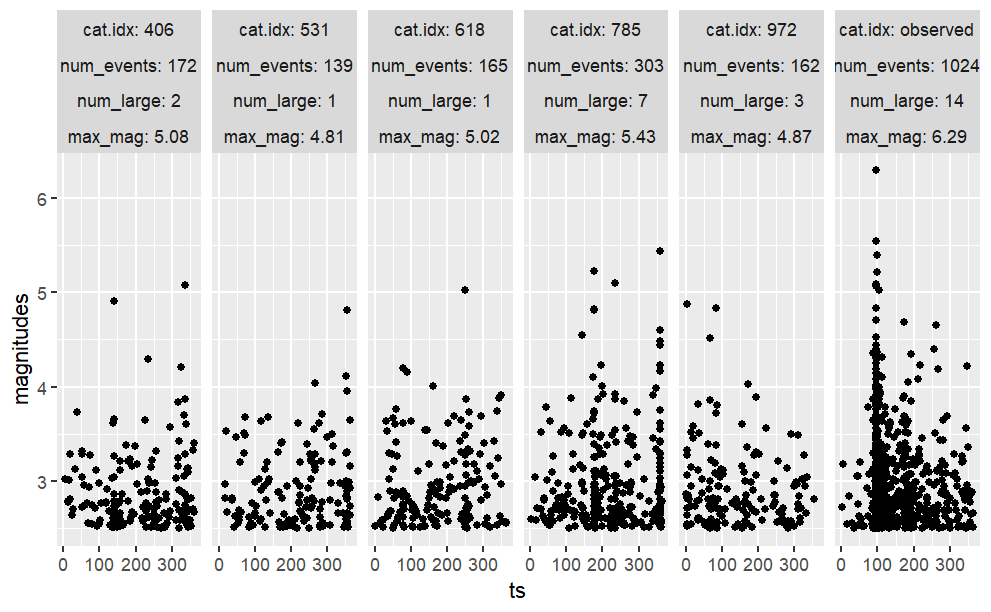 cat.idx: 406 cat.idx: 531 cat.idx: 618 cat.idx: 785 cat.idx: 972 cat.idx: observed
num_events: 172 num_events: 139 num_events: 165 num_events: 303 num_events: 162 num_events: 1024
num_large: 2 num_large: 1 num_large: 1 num_large: 7 num_large: 3 num_large: 14
max_mag: 5.08 max_mag: 4.81 max_mag: 5.02 max_mag: 5.43 max_mag: 4.87 max_mag: 6.29
6
5
4
3
magnitudes
0 100 200 300 0 100 200 300 0 100 200 300 0 100 200 300 0 100 200 300 0 100 200 300
ts